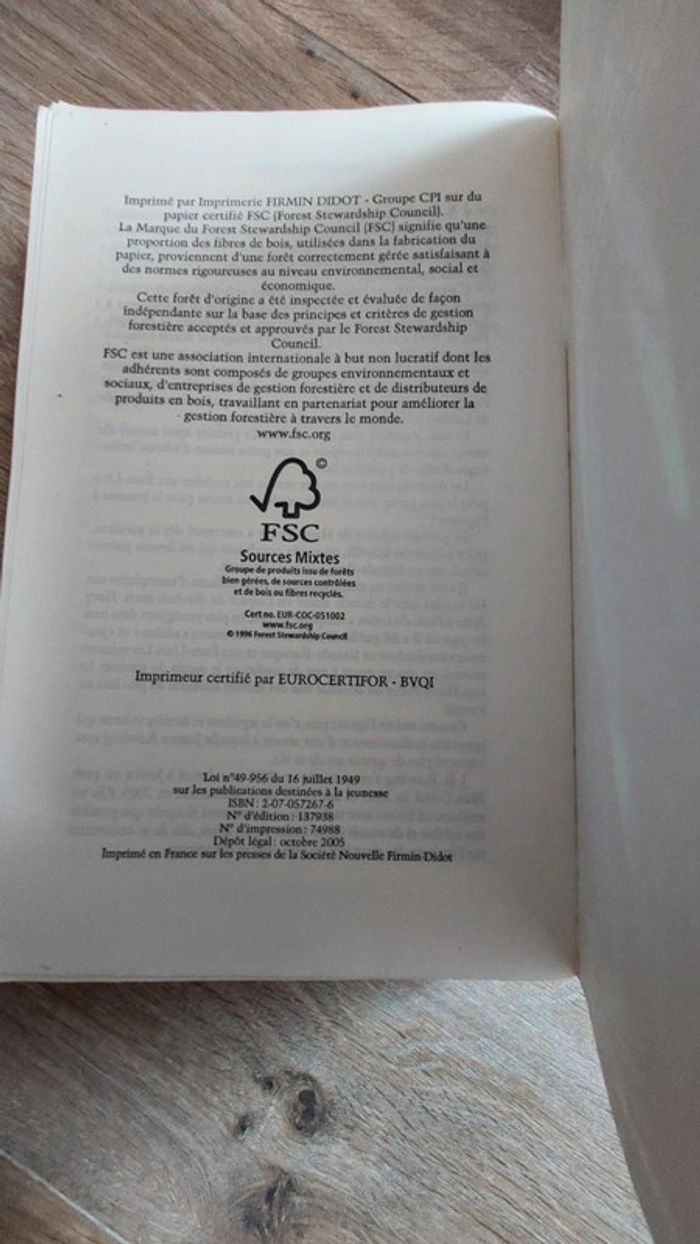 Imprimé par Imprimerie FIRMIN DIDOT - Groupe CPI sur du
papier certifié FSC (Forest Stewardship Council).
La Marque du Forest Stewardship Council (FSC) signifie qu'une
proportion des fibres de bois, utilisées dans la fabrication du
papier, proviennent d'une forêt correctement gérée satisfaisant à
des normes rigoureuses au niveau environnemental, social et
économique.
Cette forêt d'origine a été inspectée et évaluée de façon
indépendante sur la base des principes et critères de gestion
forestière acceptés et approuvés par le Forest Stewardship
Council.
FSC est une association internationale à but non lucratif dont les
adhérents sont composés de groupes environnementaux et
sociaux, d'entreprises de gestion forestière et de distributeurs de
produits en bois, travaillant en partenariat pour améliorer la
gestion forestière à travers le monde.
www.fsc.org
©
FSC
Sources Mixtes
Groupe de produits issu de forêts
bien gérées, de sources contrôlées
et de bois ou fibres recyclés.
Cert no. EUR-COC-051002
www.fsc.org
© 1996 Forest Stewardship Council
Imprimeur certifié par EUROCERTIFOR - BVQI
Loi n°49-956 du 16 juillet 1949
sur les publications destinées à la jeunesse
ISBN : 2-07-057267-6
N° d'édition : 137938
N° d'impression : 74988
Dépôt légal : octobre 2005
Imprimé en France sur les presses de la Société Nouvelle Firmin-Didot